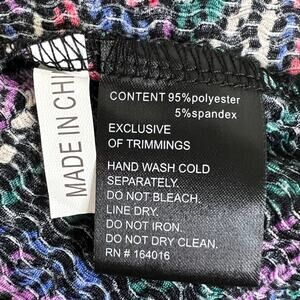 MADE IN CHI
CONTENT 95%polyester
5%spandex
EXCLUSIVE
OF TRIMMINGS
HAND WASH COLD
SEPARATELY.
DO NOT BLEACH.
LINE DRY.
DO NOT IRON.
DO NOT DRY CLEAN.
RN # 164016